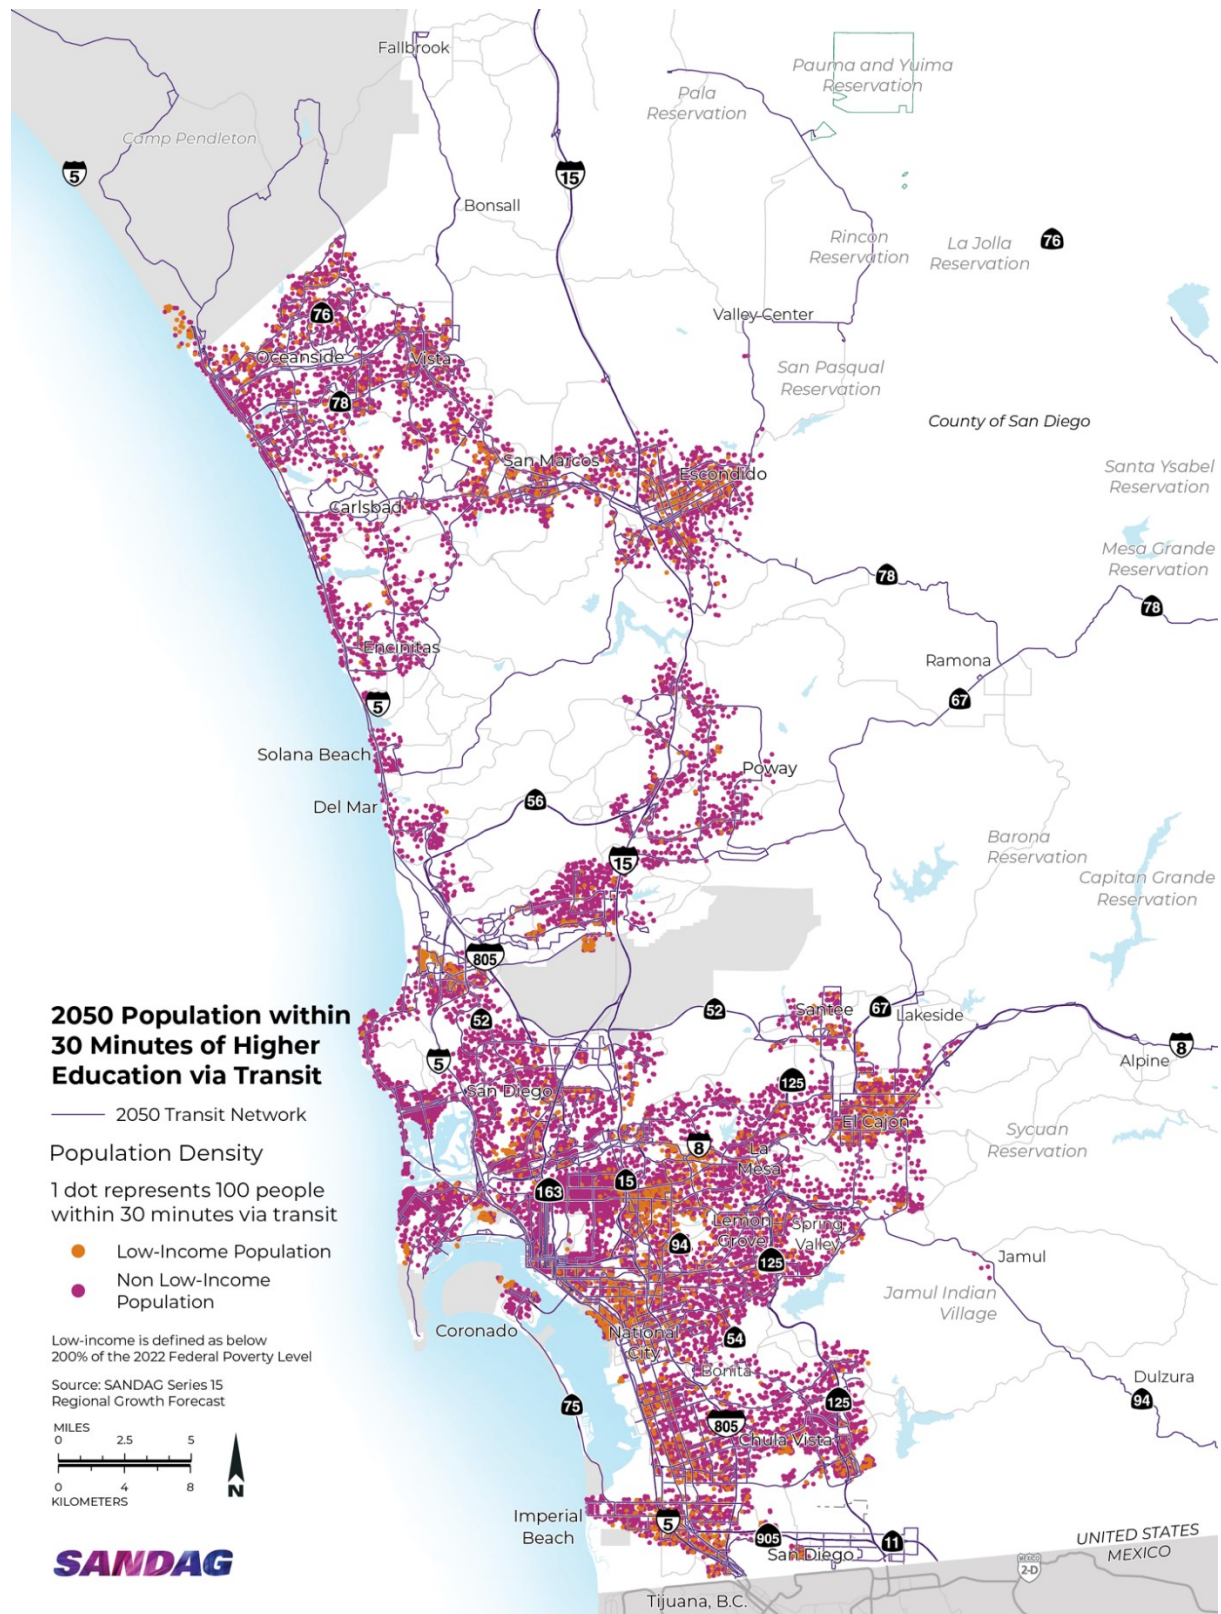 Fallbrook
Pauma and Yuima
Reservation
Pala
Reservation
Camp Pendleton
5
15
Bonsall
Rincon
Reservation
La Jolla
Reservation
76
76
Valley Center
Oceanside
Vista
San Pasqual
Reservation
78
County of San Diego
San Marcos
Escondido
Santa Ysabel
Reservation
Carlsbad
Mesa Grande
Reservation
78
78
Encinitas
Ramona
67
5
Solana Beach
Poway
Del Mar
56
Barona
Reservation
15
Capitan Grande
Reservation
805
2050 Population within
30 Minutes of Higher
Education via Transit
2050 Transit Network
Population Density
1 dot represents 100 people
within 30 minutes via transit
Low-Income Population
Non Low-Income
Population
Low-income is defined as below
200% of the 2022 Federal Poverty Level
Source: SANDAG Series 15
Regional Growth Forecast
MILES
0 2.5 5
0 4 8
KILOMETERS
N
SANDAG
52
52
Santee
67
Lakeside
5
8
Alpine
San Diego
125
El Cajon
Sycuan
Reservation
8
La
Mesa
163
15
Lemon
Grove
Spring
Valley
94
125
Jamul
Jamul Indian
Village
Coronado
National
City
54
Bonita
Dulzura
94
75
125
805
Chula Vista
Imperial
Beach
5
905
San Diego
11
UNITED STATES
MEXICO
MEXICO
2-D
Tijuana, B.C.